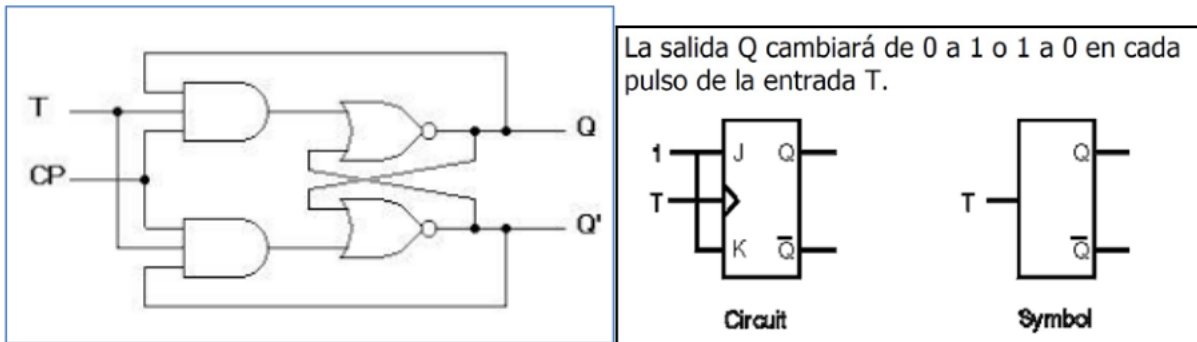 T
CP
Q
Q'
La salida Q cambiará de 0 a 1 o 1 a 0 en cada
pulso de la entrada T.
1
J Q
T
K Q̅
Circuit
Q
T
Q̅
Symbol